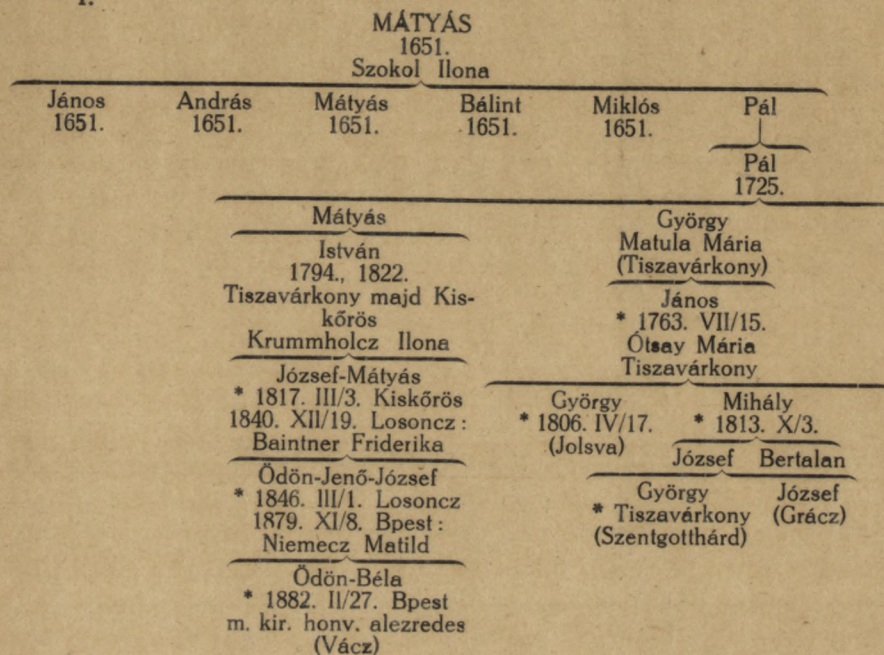 I.
MÁTYÁS
1651.
Szokol Ilona
János András Mátyás Bálint Miklós Pál
1651. 1651. 1651. 1651. 1651.
Pál
1725.
Mátyás
István
1794., 1822.
Tiszavárkony majd Kis-
kőrös
Krummholcz Ilona
József-Mátyás
* 1817. III/3. Kiskőrös
1840. XII/19. Losoncz :
Baintner Friderika
Ödön-Jenő-József
* 1846. III/1. Losoncz
1879. XI/8. Bpest :
Niemecz Matild
Ödön-Béla
* 1882. II/27. Bpest
m. kir. honv. alezredes
(Vácz)
György
Matula Mária
(Tiszavárkony)
János
* 1763. VII/15.
Ótsay Mária
Tiszavárkony
György
* 1806. IV/17.
(Jolsva)
Mihály
* 1813. X/3.
József Bertalan
György
* Tiszavárkony
(Szentgotthárd)
József
(Grácz)